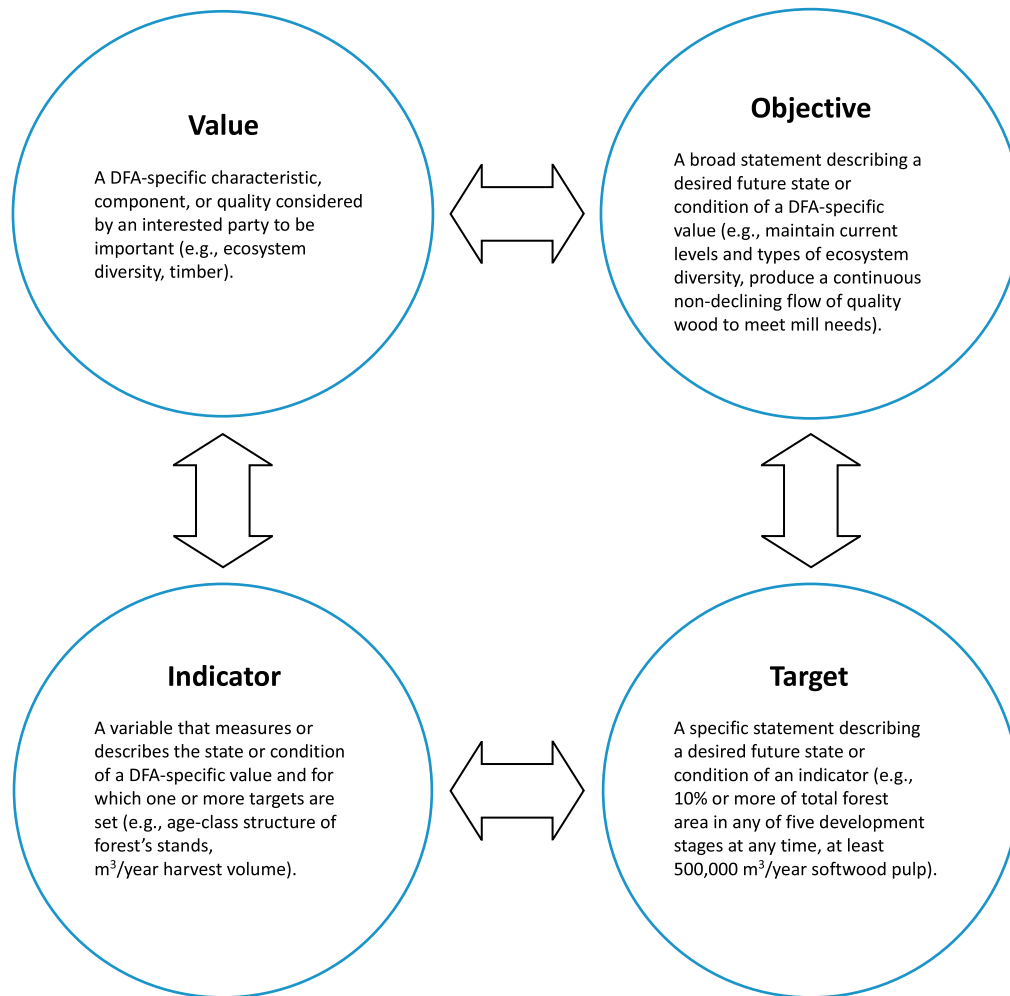 Value
A DFA-specific characteristic,
component, or quality considered
by an interested party to be
important (e.g., ecosystem
diversity, timber).
Objective
A broad statement describing a
desired future state or
condition of a DFA-specific
value (e.g., maintain current
levels and types of ecosystem
diversity, produce a continuous
non-declining flow of quality
wood to meet mill needs).
Indicator
A variable that measures or
describes the state or condition
of a DFA-specific value and for
which one or more targets are
set (e.g., age-class structure of
forest’s stands,
m³/year harvest volume).
Target
A specific statement describing
a desired future state or
condition of an indicator (e.g.,
10% or more of total forest
area in any of five development
stages at any time, at least
500,000 m³/year softwood pulp).